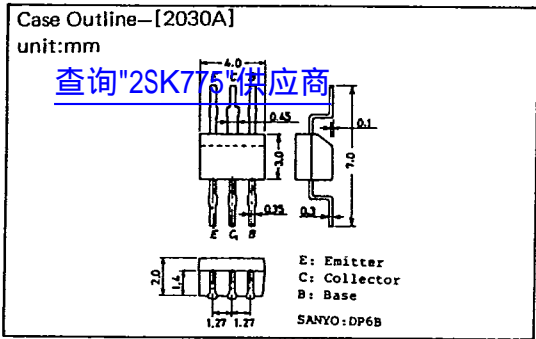 Case Outline—[2030A]
unit:mm
查询"2SK775"供应商
4.0
C
0.45
0.1
3.0
7.0
0.35
0.3
E C B
2.0
1.4
1.27 1.27
E: Emitter
C: Collector
B: Base
SANYO: DP6B